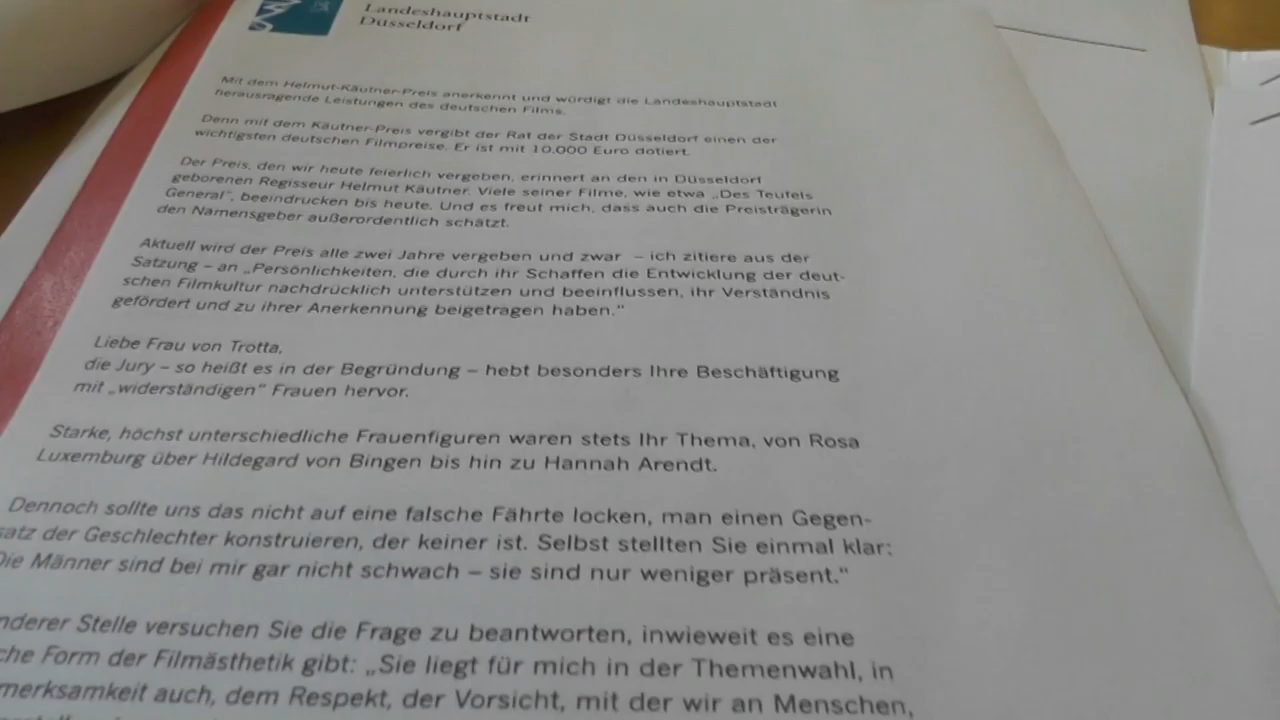 Landeshauptstadt
Düsseldorf
Mit dem Helmut-Käutner-Preis anerkennt und würdigt die Landeshauptstadt
herausragende Leistungen des deutschen Films.
Denn mit dem Käutner-Preis vergibt der Rat der Stadt Düsseldorf einen der
wichtigsten deutschen Filmpreise. Er ist mit 10.000 Euro dotiert.
Der Preis, den wir heute feierlich vergeben, erinnert an den in Düsseldorf
geborenen Regisseur Helmut Käutner. Viele seiner Filme, wie etwa „Des Teufels
General“, beeindrucken bis heute. Und es freut mich, dass auch die Preisträgerin
den Namensgeber außerordentlich schätzt.
Aktuell wird der Preis alle zwei Jahre vergeben und zwar – ich zitiere aus der
Satzung – an „Persönlichkeiten, die durch ihr Schaffen die Entwicklung der deut-
schen Filmkultur nachdrücklich unterstützen und beeinflussen, ihr Verständnis
gefördert und zu ihrer Anerkennung beigetragen haben.“
Liebe Frau von Trotta,
die Jury – so heißt es in der Begründung – hebt besonders Ihre Beschäftigung
mit „widerständigen“ Frauen hervor.
Starke, höchst unterschiedliche Frauenfiguren waren stets Ihr Thema, von Rosa
Luxemburg über Hildegard von Bingen bis hin zu Hannah Arendt.
Dennoch sollte uns das nicht auf eine falsche Fährte locken, man einen Gegen-
satz der Geschlechter konstruieren, der keiner ist. Selbst stellten Sie einmal klar:
Die Männer sind bei mir gar nicht schwach – sie sind nur weniger präsent.“
nderer Stelle versuchen Sie die Frage zu beantworten, inwieweit es eine
che Form der Filmästhetik gibt: „Sie liegt für mich in der Themenwahl, in
merksamkeit auch, dem Respekt, der Vorsicht, mit der wir an Menschen,